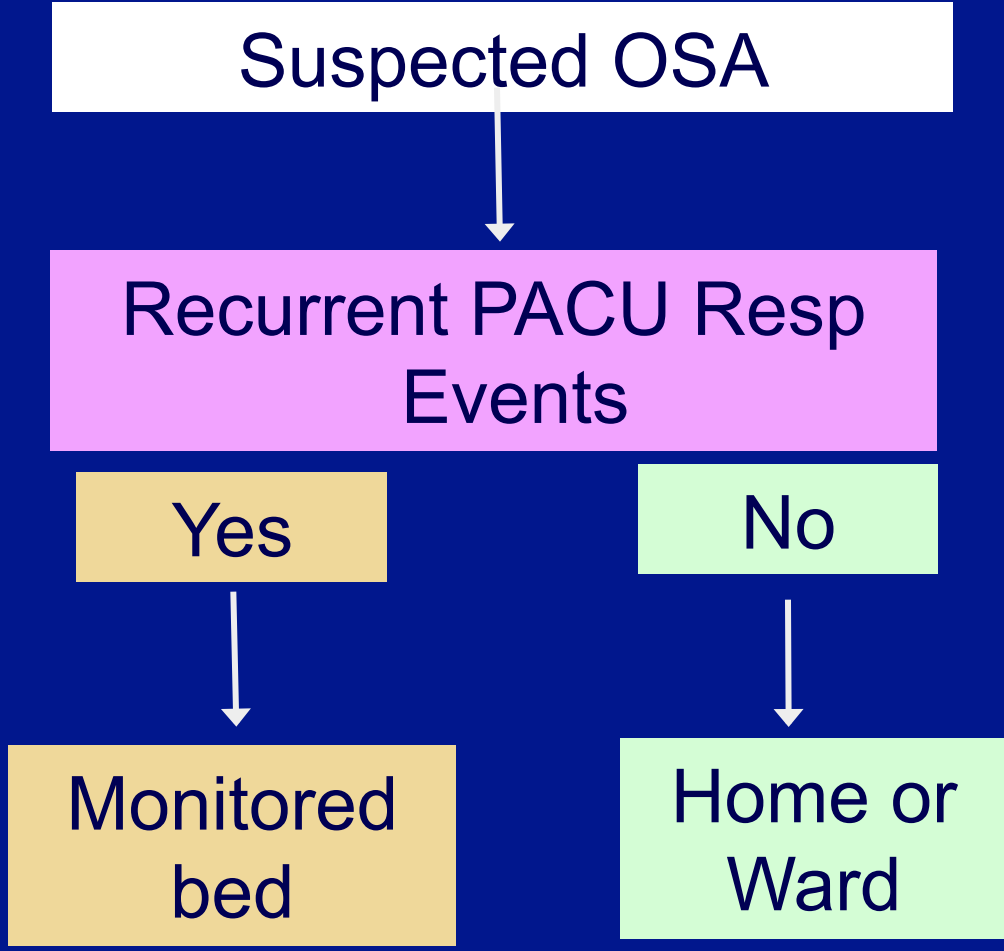 Suspected OSA
Recurrent PACU Resp
Events
Yes
No
Monitored
bed
Home or
Ward